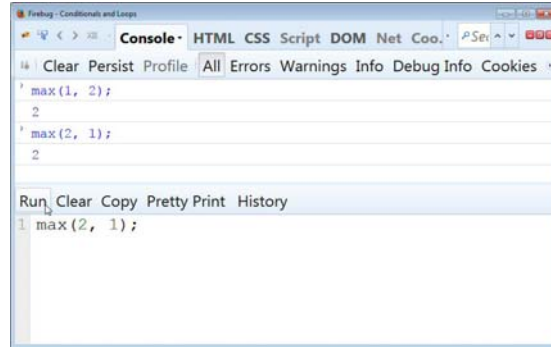 Firebug - Conditionals and Loops
Console HTML CSS Script DOM Net Coo.
Clear Persist Profile All Errors Warnings Info Debug Info Cookies
max(1, 2);
2
max(2, 1);
2
Run Clear Copy Pretty Print History
1 max(2, 1);